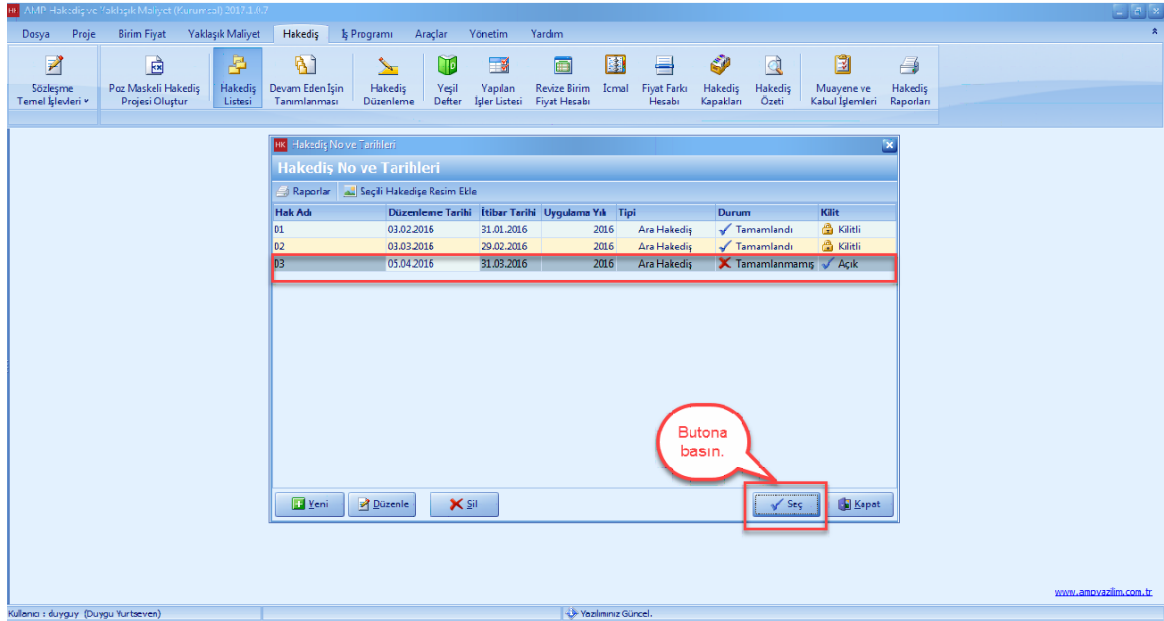 HK AMP Hakediş ve Yaklaşık Maliyet (Kurumsal) 2017.1.0.7
Dosya Proje Birim Fiyat Yaklaşık Maliyet Hakediş İş Programı Araçlar Yönetim Yardım
Sözleşme Temel İşlevleri
Poz Maskeli Hakediş Projesi Oluştur
Hakediş Listesi
Devam Eden İşin Tanımlanması
Hakediş Düzenleme
Yeşil Defter
Yapılan İşler Listesi
Revize Birim Fiyat Hesabı
İcmal
Fiyat Farkı Hesabı
Hakediş Kapakları
Hakediş Özeti
Muayene ve Kabul İşlemleri
Hakediş Raporları
HK Hakediş No ve Tarihleri
Hakediş No ve Tarihleri
Raporlar Seçili Hakedişe Resim Ekle
Hak Adı Düzenleme Tarihi İtibar Tarihi Uygulama Yılı Tipi Durum Kilit
01 03.02.2016 31.01.2016 2016 Ara Hakediş Tamamlandı Kilitli
02 03.03.2016 29.02.2016 2016 Ara Hakediş Tamamlandı Kilitli
03 05.04.2016 31.03.2016 2016 Ara Hakediş Tamamlanmamış Açık
Butona
basın.
Yeni Düzenle Sil Seç Kapat
www.ampyazilim.com.tr
Kullanıcı : duyguy (Duygu Yurtseven) Yazılımınız Güncel.